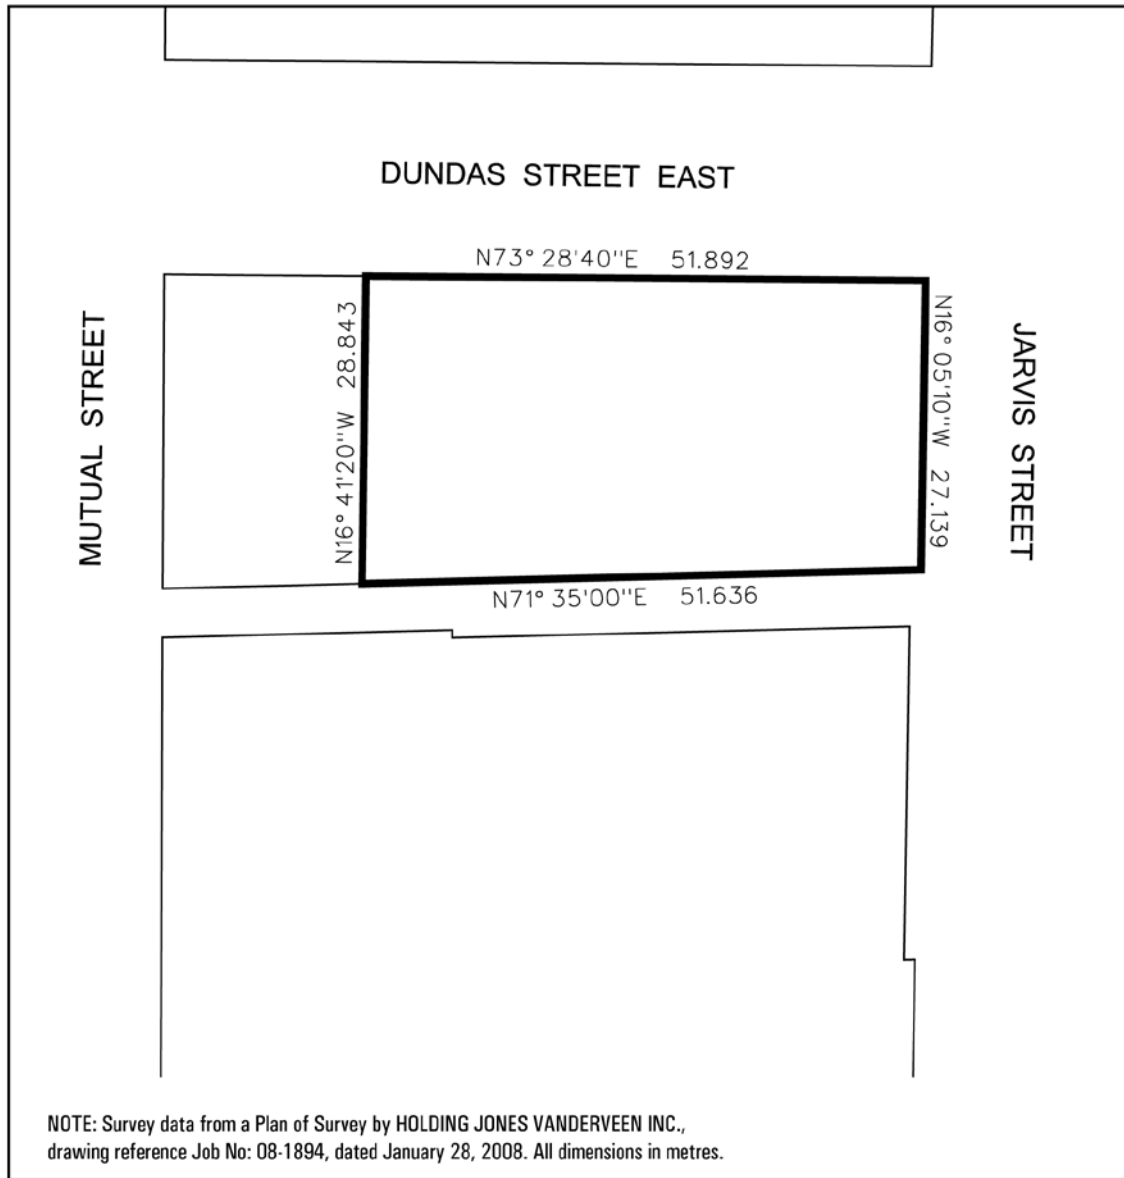 DUNDAS STREET EAST
N73° 28'40"E 51.892
MUTUAL STREET
N16° 41'20"W 28.843
N16° 05'10"W 27.139
JARVIS STREET
N71° 35'00"E 51.636
NOTE: Survey data from a Plan of Survey by HOLDING JONES VANDERVEEN INC.,
drawing reference Job No: 08-1894, dated January 28, 2008. All dimensions in metres.